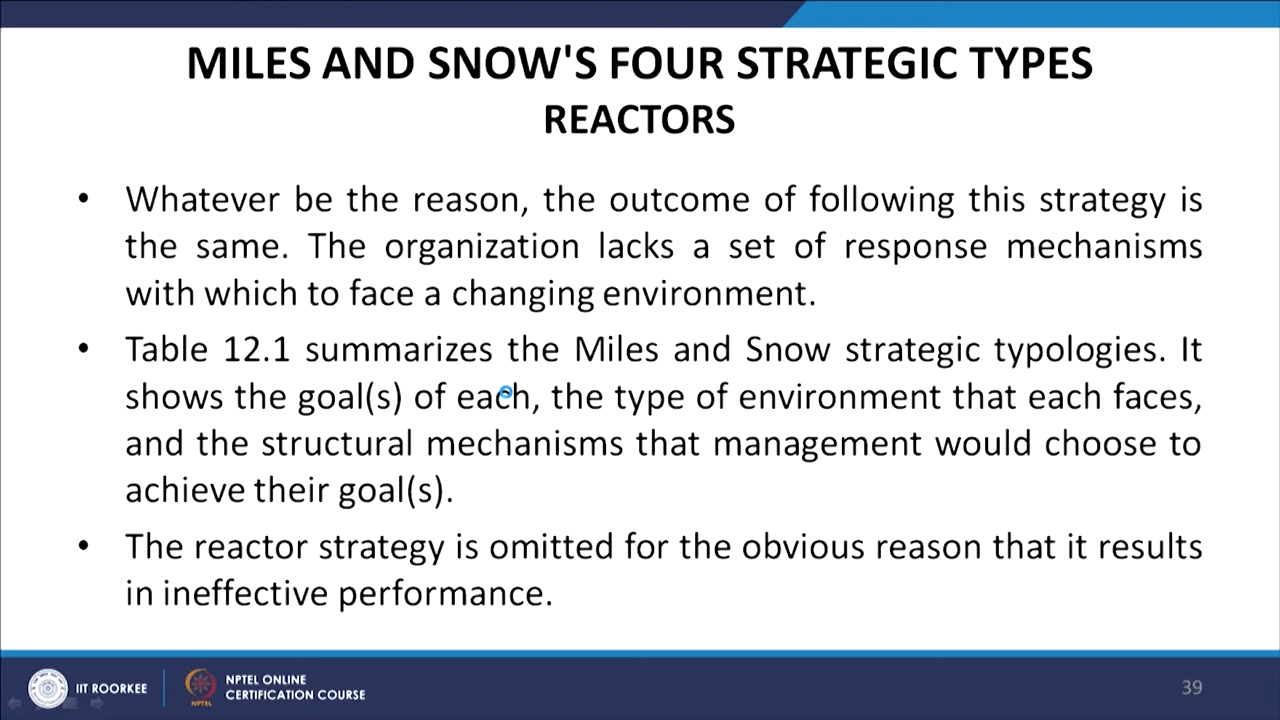 MILES AND SNOW'S FOUR STRATEGIC TYPES
REACTORS
• Whatever be the reason, the outcome of following this strategy is
the same. The organization lacks a set of response mechanisms
with which to face a changing environment.
• Table 12.1 summarizes the Miles and Snow strategic typologies. It
shows the goal(s) of each, the type of environment that each faces,
and the structural mechanisms that management would choose to
achieve their goal(s).
• The reactor strategy is omitted for the obvious reason that it results
in ineffective performance.
IIT ROORKEE
NPTEL
NPTEL ONLINE
CERTIFICATION COURSE
39